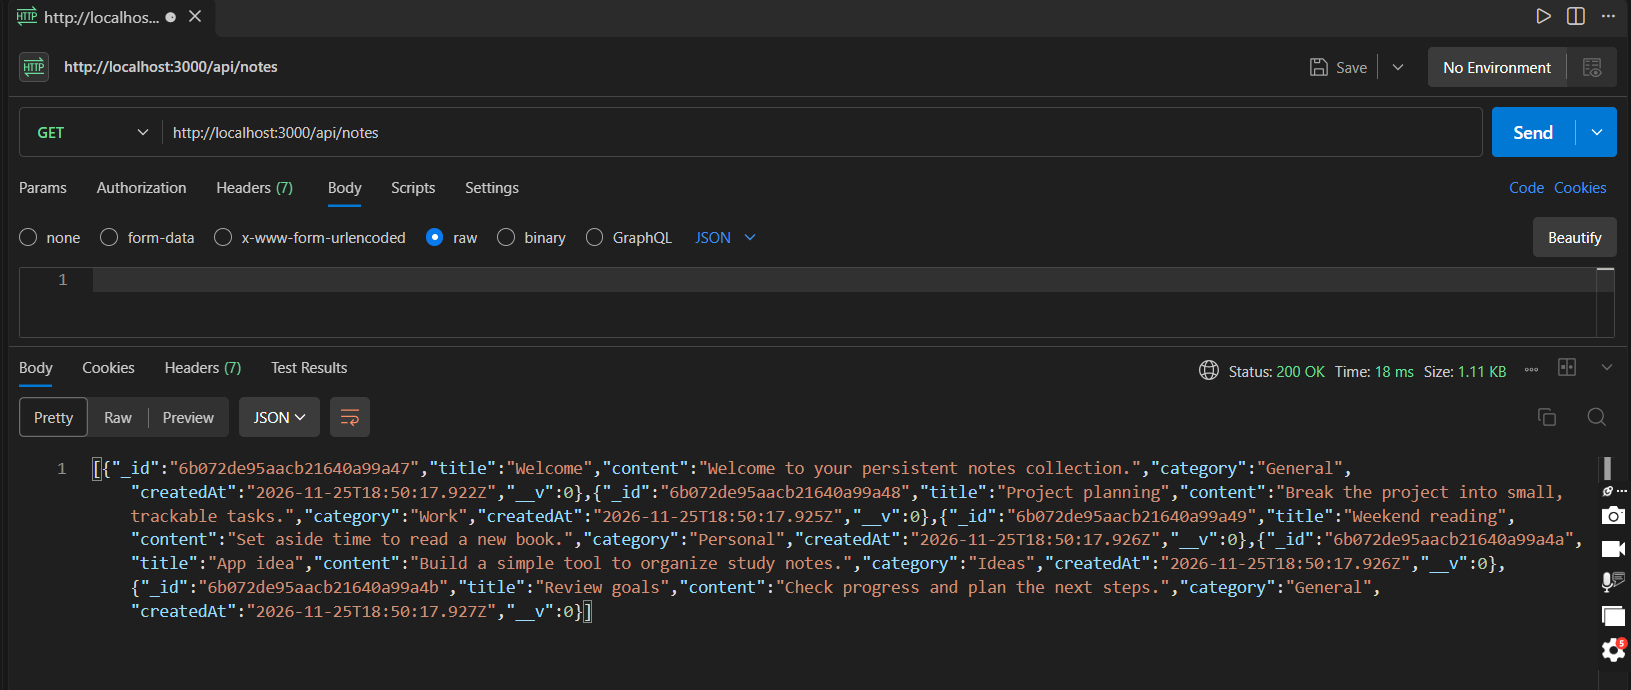 HTTP http://localhos...
HTTP http://localhost:3000/api/notes Save No Environment
GET http://localhost:3000/api/notes Send
Params Authorization Headers (7) Body Scripts Settings Code Cookies
none form-data x-www-form-urlencoded raw binary GraphQL JSON Beautify
1
Body Cookies Headers (7) Test Results Status: 200 OK Time: 18 ms Size: 1.11 KB
Pretty Raw Preview JSON
1 [{"_id":"6b072de95aacb21640a99a47","title":"Welcome","content":"Welcome to your persistent notes collection.","category":"General",
"createdAt":"2026-11-25T18:50:17.922Z","__v":0},{"_id":"6b072de95aacb21640a99a48","title":"Project planning","content":"Break the project into small,
trackable tasks.","category":"Work","createdAt":"2026-11-25T18:50:17.925Z","__v":0},{"_id":"6b072de95aacb21640a99a49","title":"Weekend reading",
"content":"Set aside time to read a new book.","category":"Personal","createdAt":"2026-11-25T18:50:17.926Z","__v":0},{"_id":"6b072de95aacb21640a99a4a",
"title":"App idea","content":"Build a simple tool to organize study notes.","category":"Ideas","createdAt":"2026-11-25T18:50:17.926Z","__v":0},
{"_id":"6b072de95aacb21640a99a4b","title":"Review goals","content":"Check progress and plan the next steps.","category":"General",
"createdAt":"2026-11-25T18:50:17.927Z","__v":0}]
5